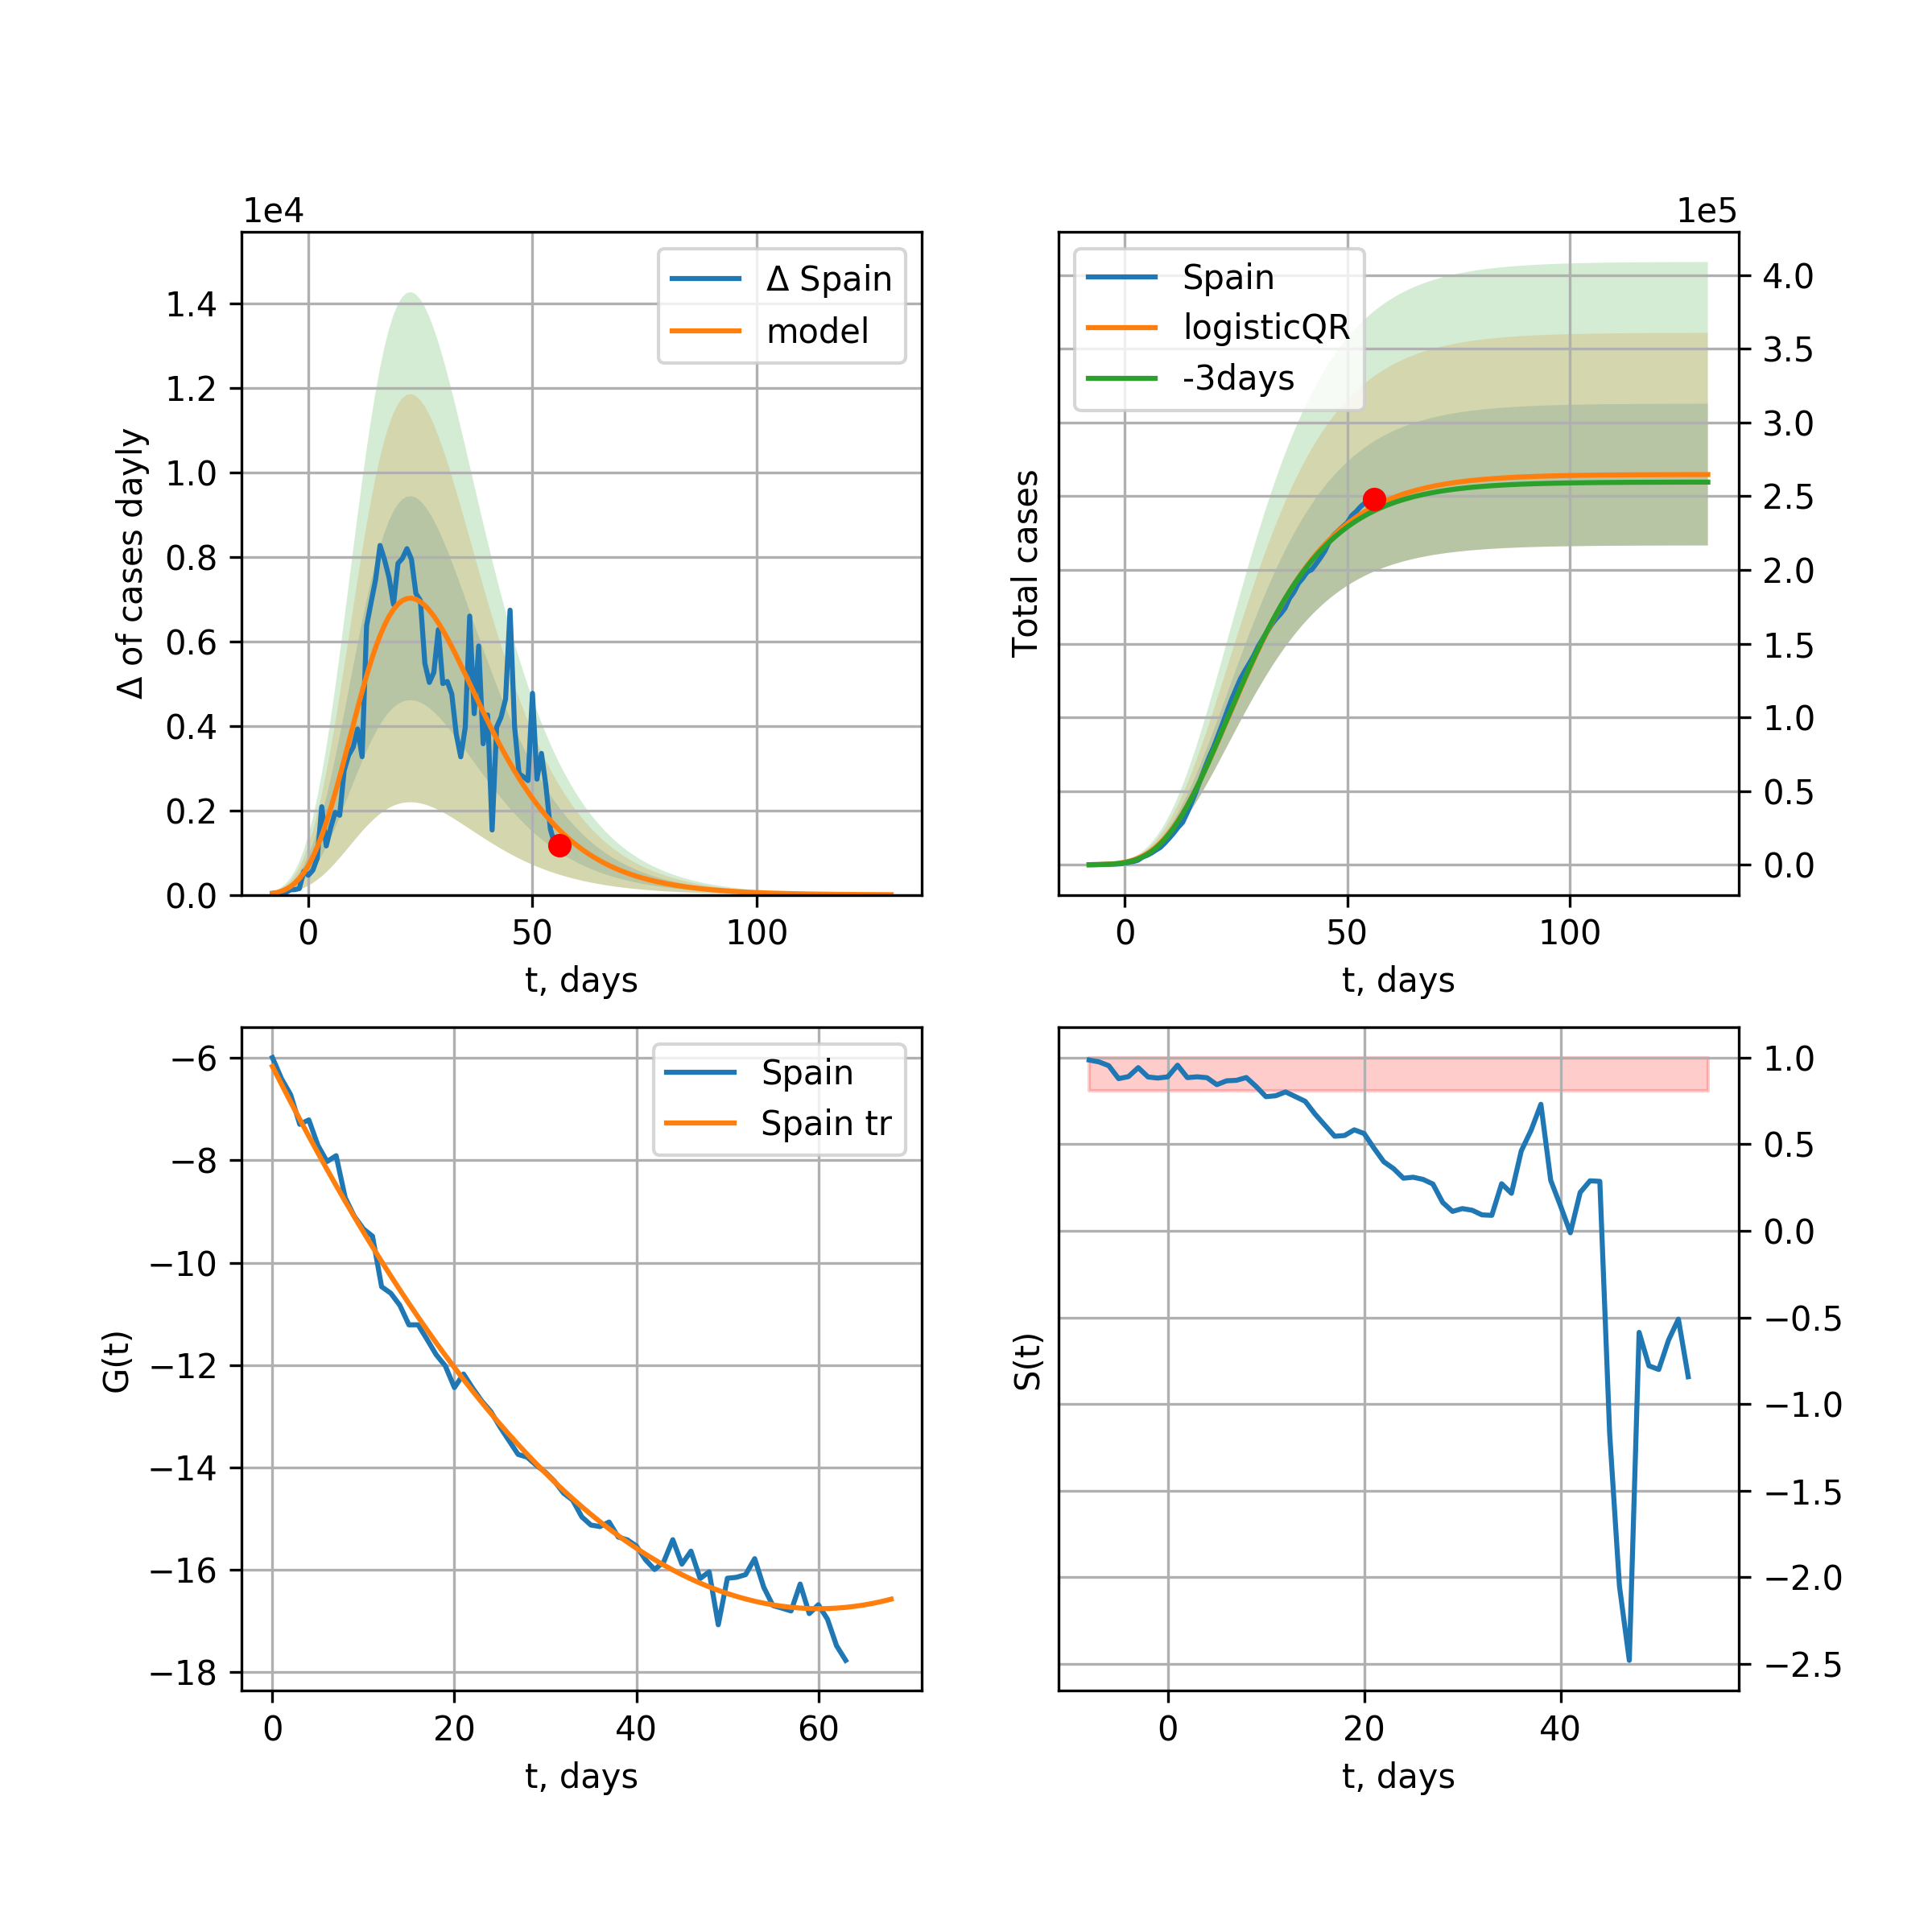 1e4
Δ Spain
model
1.4
1.2
1.0
0.8
0.6
0.4
0.2
0.0
Δ of cases dayly
0 50 100
t, days
1e5
Spain
logisticQR
-3days
4.0
3.5
3.0
2.5
2.0
1.5
1.0
0.5
0.0
Total cases
0 50 100
t, days
Spain
Spain tr
−6
−8
−10
−12
−14
−16
−18
G(t)
0 20 40 60
t, days
1.0
0.5
0.0
−0.5
−1.0
−1.5
−2.0
−2.5
S(t)
0 20 40
t, days